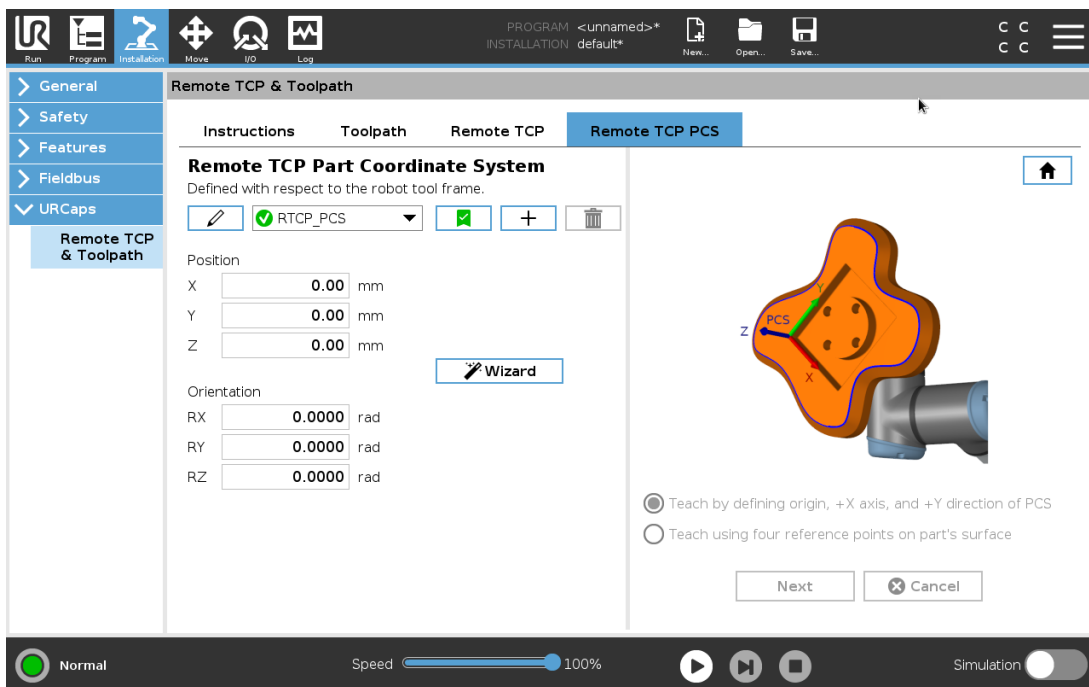 UR
PROGRAM <unnamed>*
INSTALLATION default*
Run Program Installation Move I/O Log New... Open... Save...
C C
C C
General
Safety
Features
Fieldbus
URCaps
Remote TCP
& Toolpath
Remote TCP & Toolpath
Instructions Toolpath Remote TCP Remote TCP PCS
Remote TCP Part Coordinate System
Defined with respect to the robot tool frame.
RTCP_PCS
Position
X 0.00 mm
Y 0.00 mm
Z 0.00 mm
Wizard
Orientation
RX 0.0000 rad
RY 0.0000 rad
RZ 0.0000 rad
Y
PCS
Z
X
Teach by defining origin, +X axis, and +Y direction of PCS
Teach using four reference points on part's surface
Next Cancel
Normal Speed 100% Simulation